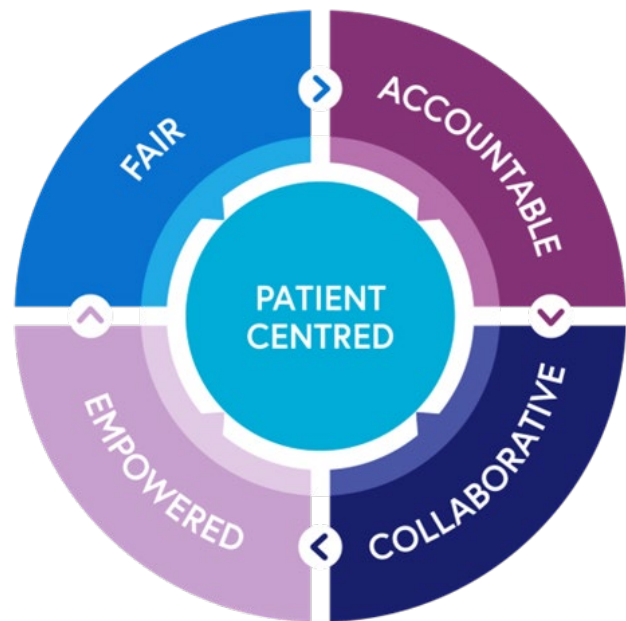 FAIR
ACCOUNTABLE
PATIENT
CENTRED
EMPOWERED
COLLABORATIVE